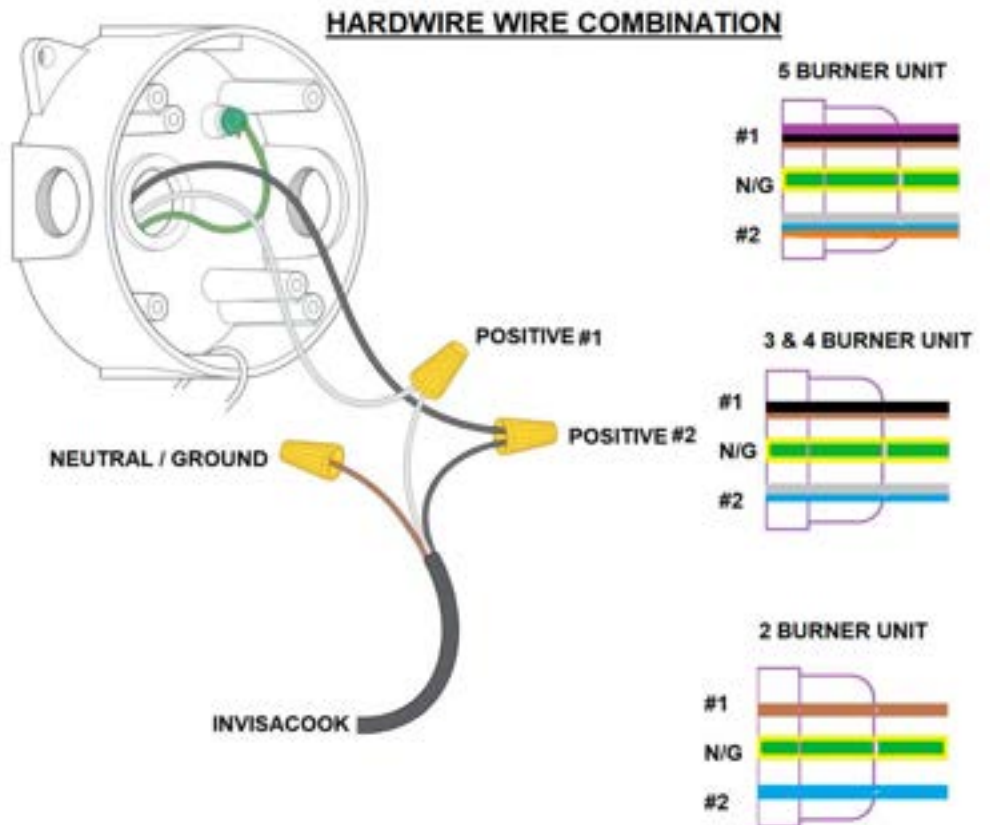 HARDWIRE WIRE COMBINATION
5 BURNER UNIT
#1
N/G
#2
POSITIVE #1
POSITIVE #2
NEUTRAL / GROUND
INVISACOOK
3 & 4 BURNER UNIT
#1
N/G
#2
2 BURNER UNIT
#1
N/G
#2